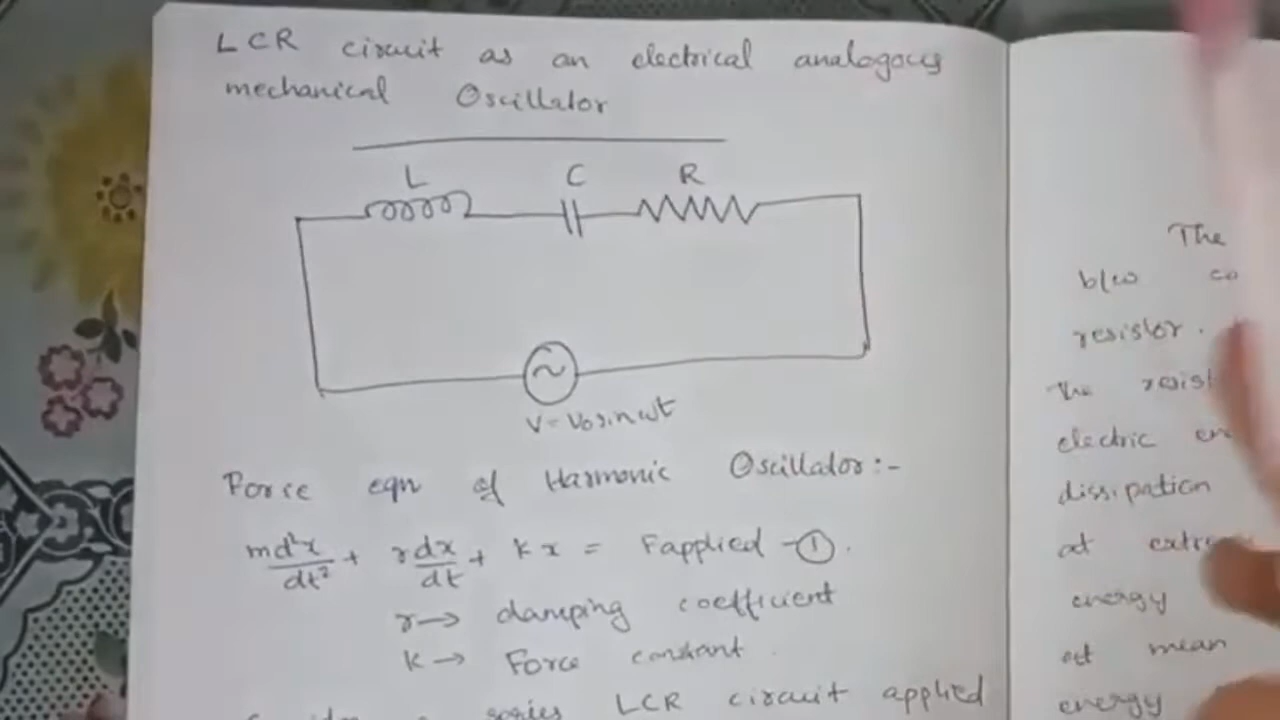 LCR circuit as an electrical analogous
mechanical Oscillator
L C R
V = V₀ sin ωt
Force eqn of Harmonic Oscillator:-
md²x/dt² + rdx/dt + kx = Fapplied -①.
r → damping coefficient
k → Force constant.
series LCR circuit applied
The
b/w
resistor.
The
electric
dissipation
at
energy
at mean
energy